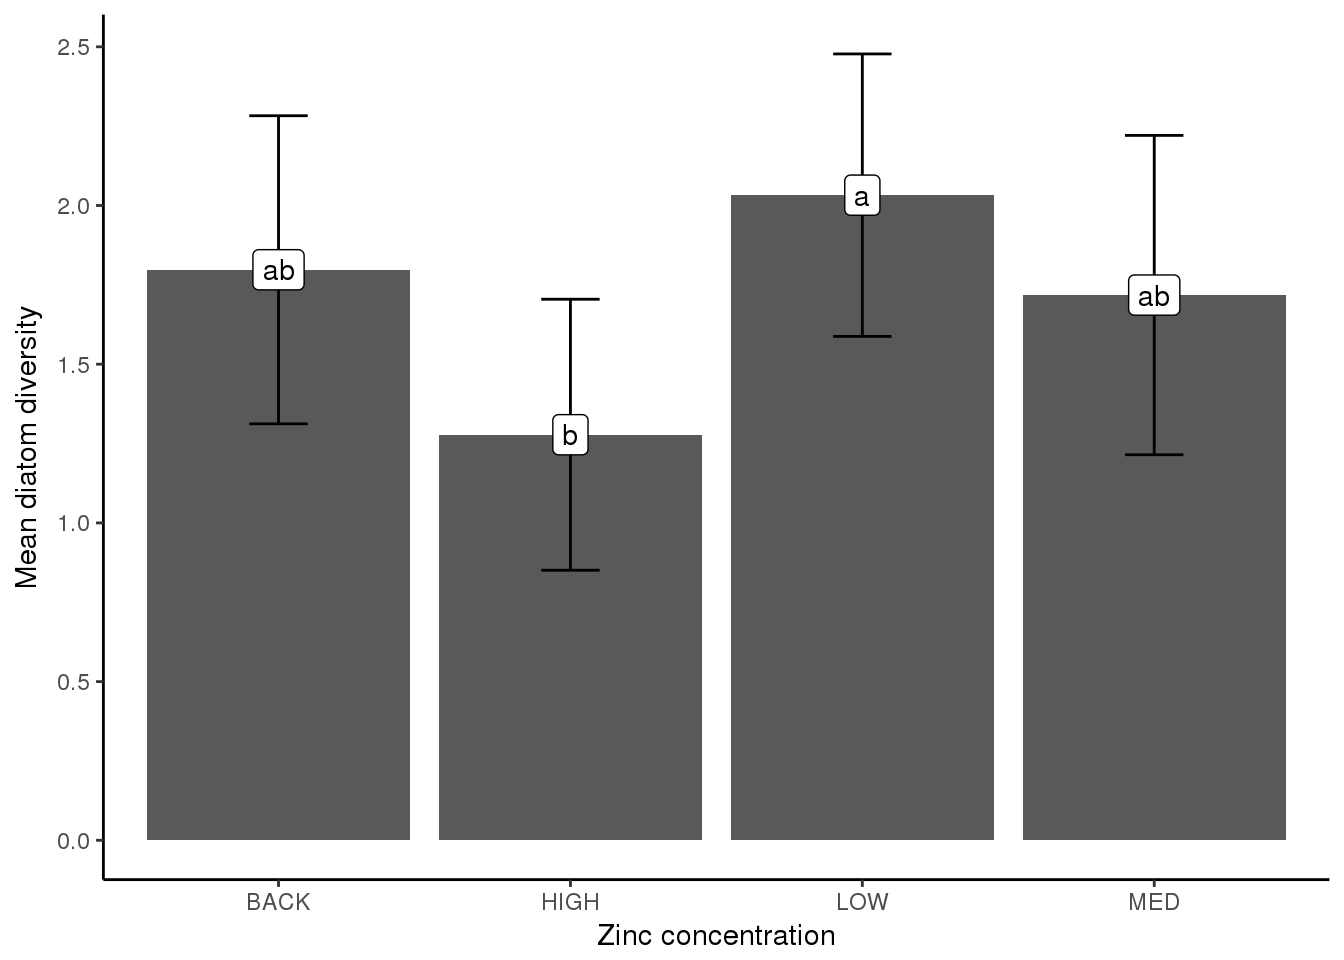 2.5
2.0
1.5
1.0
0.5
0.0
Mean diatom diversity
ab
b
a
ab
BACK HIGH LOW MED
Zinc concentration